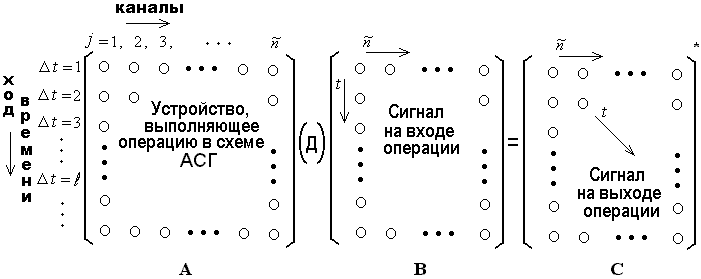 каналы
j = 1, 2, 3, · · · ñ
ход
времени
Δt = 1
Δt = 2
Δt = 3
Δt = ℓ
Устройство,
выполняющее
операцию в схеме
АСГ
(Д)
ñ
t
Сигнал
на входе
операции
=
ñ
*
t
Сигнал
на выходе
операции
A B C